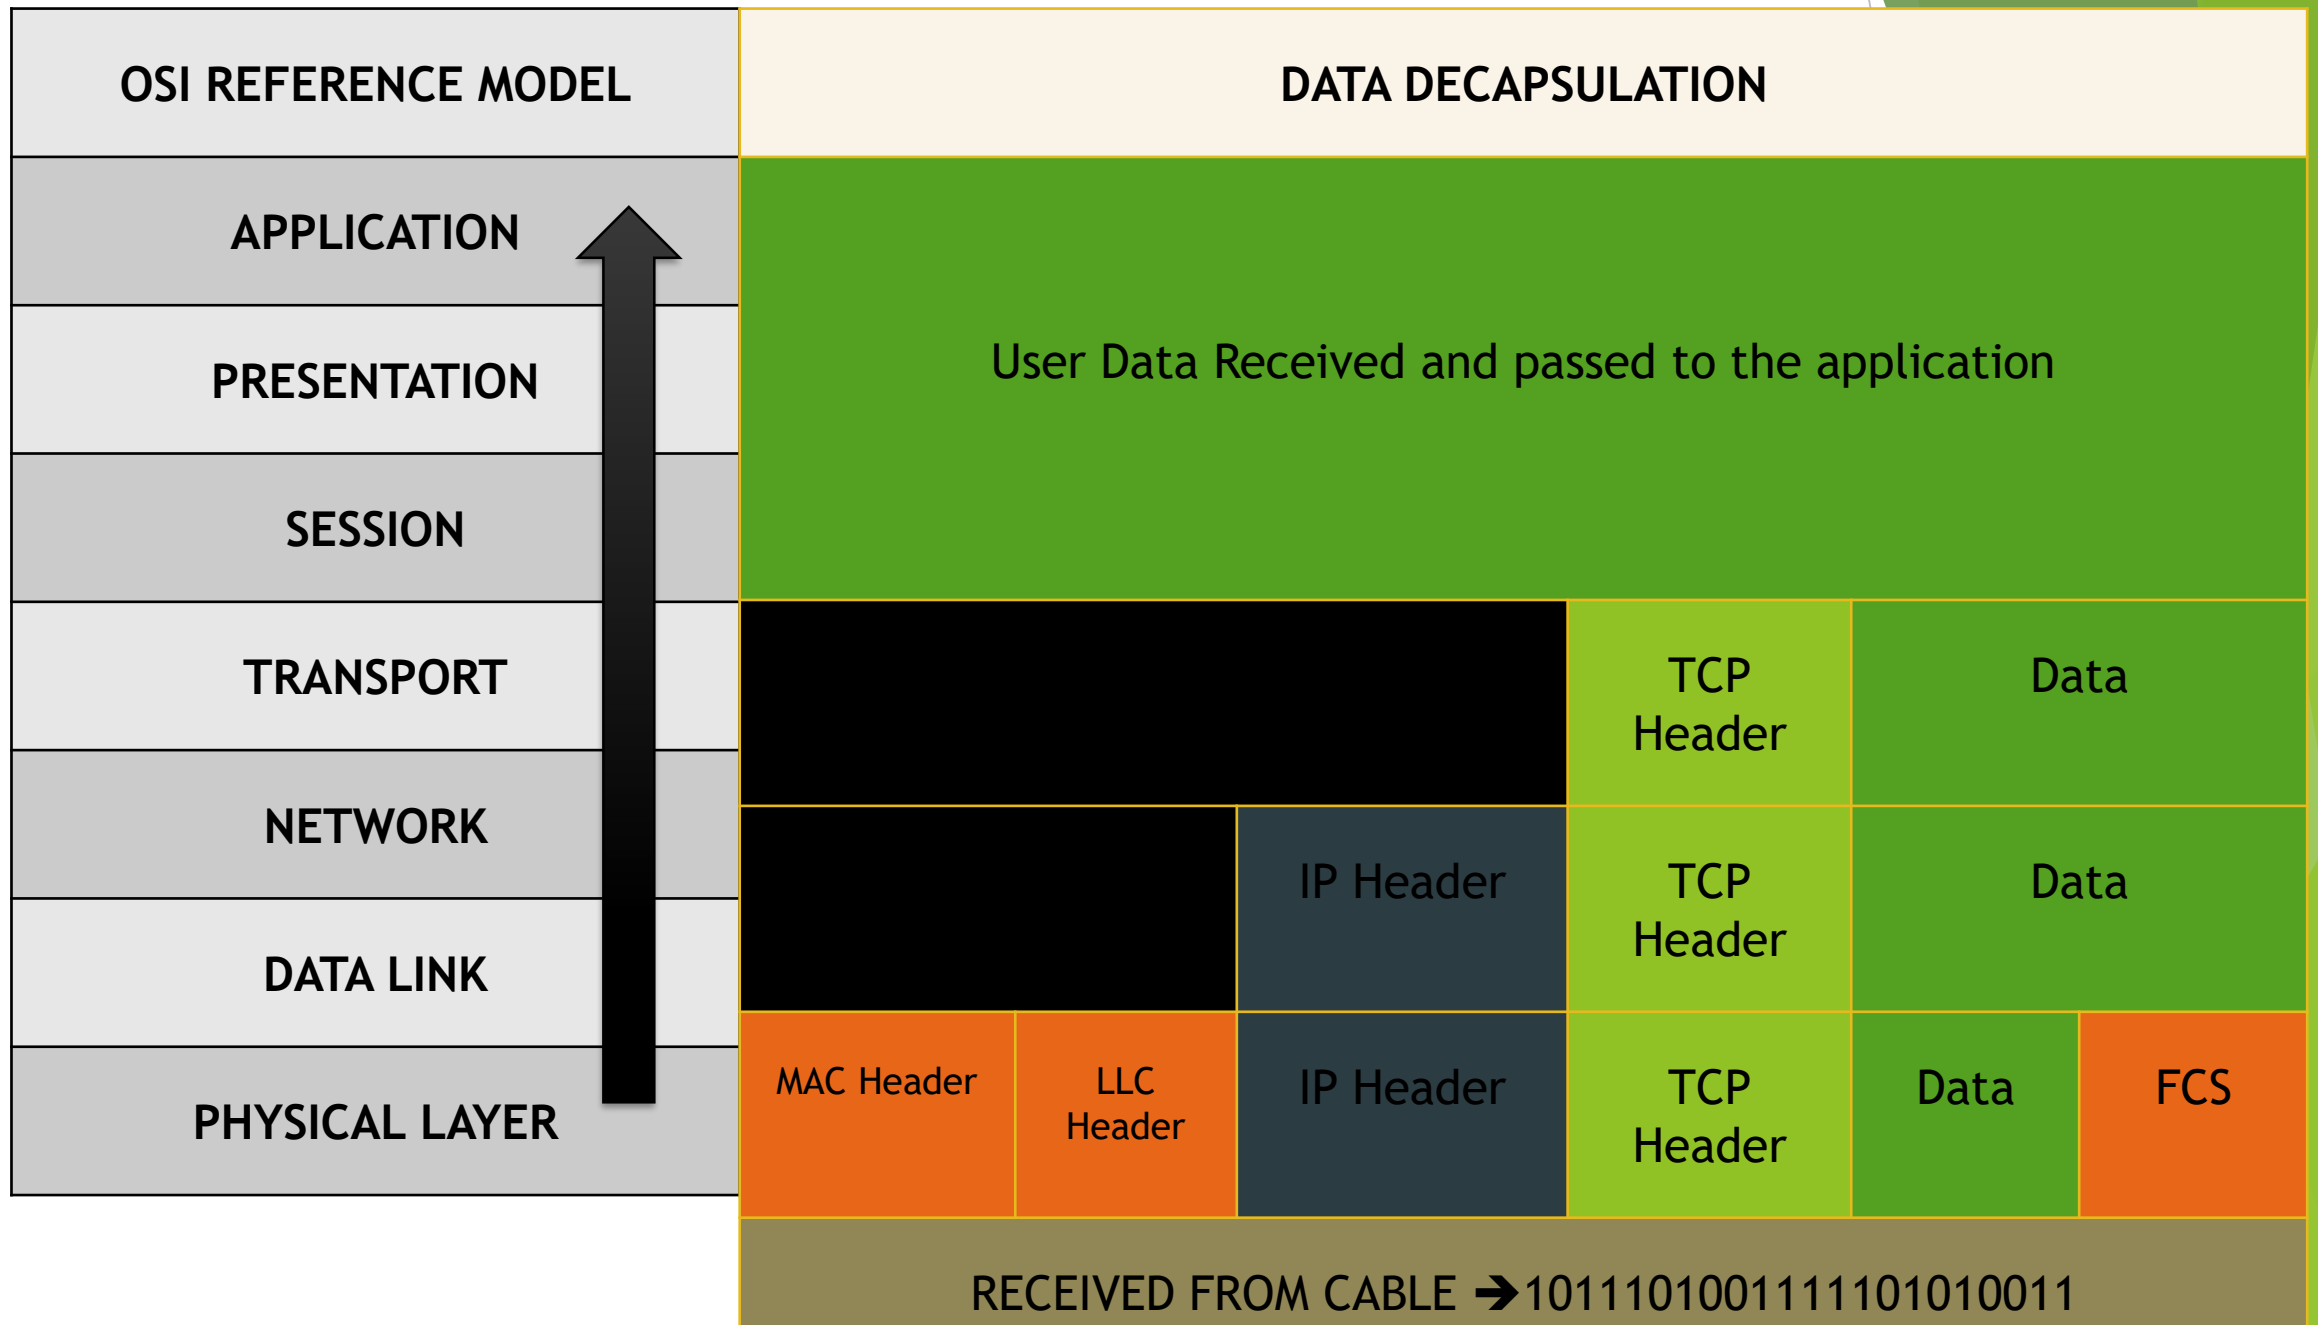 OSI REFERENCE MODEL
DATA DECAPSULATION
APPLICATION
PRESENTATION
SESSION
TRANSPORT
NETWORK
DATA LINK
PHYSICAL LAYER
User Data Received and passed to the application
TCP
Header
Data
IP Header
TCP
Header
Data
MAC Header
LLC
Header
IP Header
TCP
Header
Data
FCS
RECEIVED FROM CABLE ➔1011101001111101010011